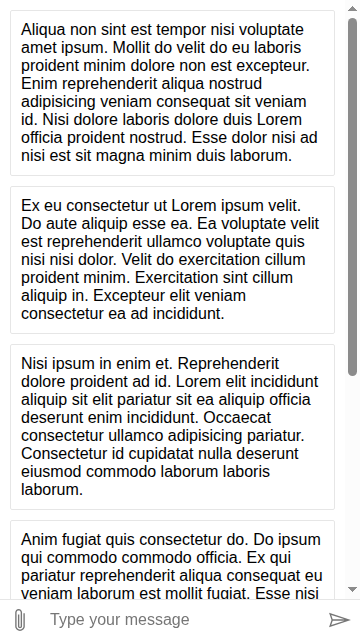 Aliqua non sint est tempor nisi voluptate
amet ipsum. Mollit do velit do eu laboris
proident minim dolore non est excepteur.
Enim reprehenderit aliqua nostrud
adipisicing veniam consequat sit veniam
id. Nisi dolore laboris dolore duis Lorem
officia proident nostrud. Esse dolor nisi ad
nisi est sit magna minim duis laborum.
Ex eu consectetur ut Lorem ipsum velit.
Do aute aliquip esse ea. Ea voluptate velit
est reprehenderit ullamco voluptate quis
nisi nisi dolor. Velit do exercitation cillum
proident minim. Exercitation sint cillum
aliquip in. Excepteur elit veniam
consectetur ea ad incididunt.
Nisi ipsum in enim et. Reprehenderit
dolore proident ad id. Lorem elit incididunt
aliquip sit elit pariatur sit ea aliquip officia
deserunt enim incididunt. Occaecat
consectetur ullamco adipisicing pariatur.
Consectetur id cupidatat nulla deserunt
eiusmod commodo laborum laboris
laborum.
Anim fugiat quis consectetur do. Do ipsum
qui commodo commodo officia. Ex qui
pariatur reprehenderit aliqua consequat eu
veniam laborum est mollit fugiat. Esse nisi
Type your message